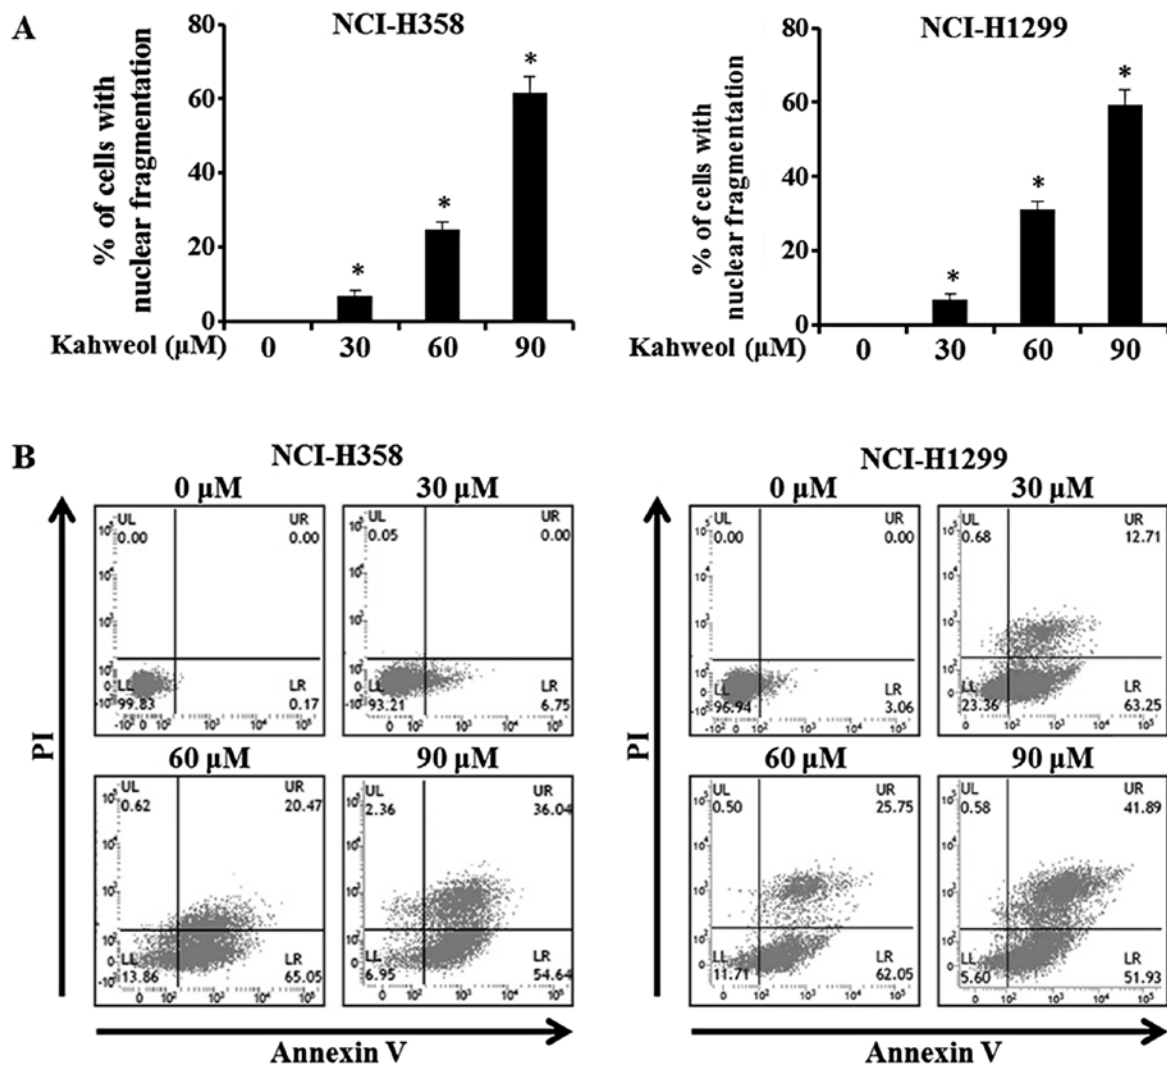 A
NCI-H358
NCI-H1299
% of cells with
nuclear fragmentation
80
60
40
20
0
Kahweol (μM) 0 30 60 90
% of cells with
nuclear fragmentation
80
60
40
20
0
Kahweol (μM) 0 30 60 90
* * *
* * *
B
NCI-H358
NCI-H1299
0 μM
30 μM
0 μM
30 μM
UL UR
0.00 0.00
LL LR
99.83 0.17
UL UR
0.05 0.00
LL LR
93.21 6.75
UL UR
0.00 0.00
LL LR
96.94 3.06
UL UR
0.68 12.71
LL LR
23.36 63.25
60 μM
90 μM
60 μM
90 μM
UL UR
0.62 20.47
LL LR
13.86 65.05
UL UR
2.36 36.04
LL LR
6.95 54.64
UL UR
0.50 25.75
LL LR
11.71 62.05
UL UR
0.58 41.89
LL LR
5.60 51.93
PI
PI
Annexin V
Annexin V